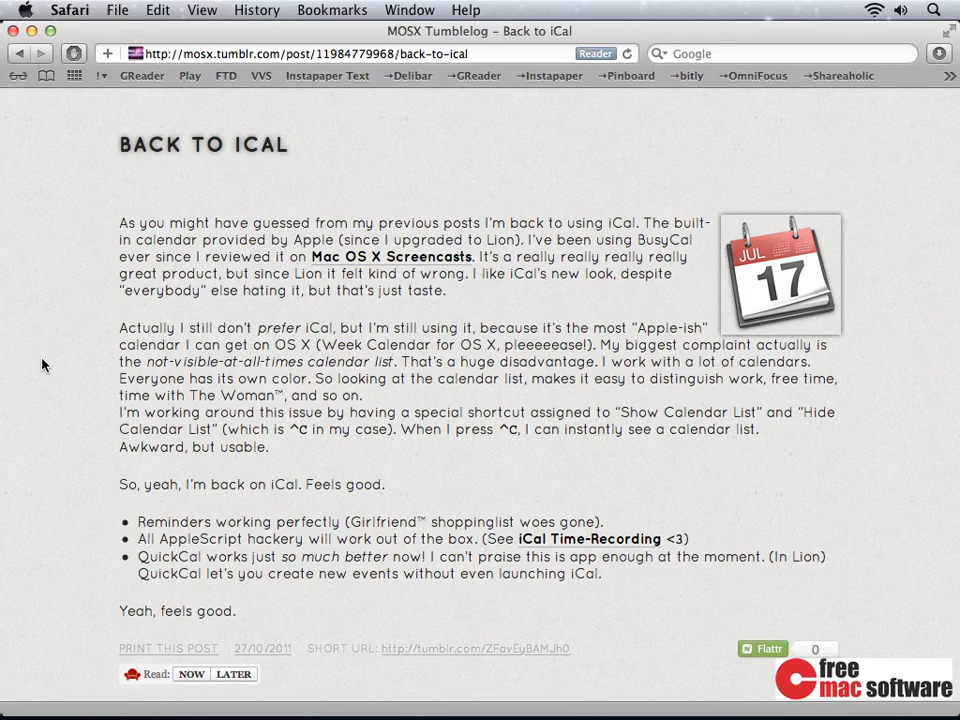 Safari File Edit View History Bookmarks Window Help
MOSX Tumblelog – Back to iCal
http://mosx.tumblr.com/post/11984779968/back-to-ical Reader Google
!▾ GReader Play FTD VVS Instapaper Text →Delibar →GReader →Instapaper →Pinboard →bitly →OmniFocus →Shareaholic »
BACK TO ICAL
As you might have guessed from my previous posts I'm back to using iCal. The built-
in calendar provided by Apple (since I upgraded to Lion). I've been using BusyCal
ever since I reviewed it on Mac OS X Screencasts. It's a really really really really
great product, but since Lion it felt kind of wrong. I like iCal's new look, despite
"everybody" else hating it, but that's just taste.
JUL
17
Actually I still don't prefer iCal, but I'm still using it, because it's the most "Apple-ish"
calendar I can get on OS X (Week Calendar for OS X, pleeeeease!). My biggest complaint actually is
the not-visible-at-all-times calendar list. That's a huge disadvantage. I work with a lot of calendars.
Everyone has its own color. So looking at the calendar list, makes it easy to distinguish work, free time,
time with The Woman™, and so on.
I'm working around this issue by having a special shortcut assigned to "Show Calendar List" and "Hide
Calendar List" (which is ^C in my case). When I press ^C, I can instantly see a calendar list.
Awkward, but usable.
So, yeah, I'm back on iCal. Feels good.
• Reminders working perfectly (Girlfriend™ shoppinglist woes gone).
• All AppleScript hackery will work out of the box. (See iCal Time-Recording <3)
• QuickCal works just so much better now! I can't praise this is app enough at the moment. (In Lion)
QuickCal let's you create new events without even launching iCal.
Yeah, feels good.
PRINT THIS POST 27/10/2011 SHORT URL: http://tumblr.com/ZFavEyBAMJh0 Flattr 0
Read: NOW LATER
free
mac software